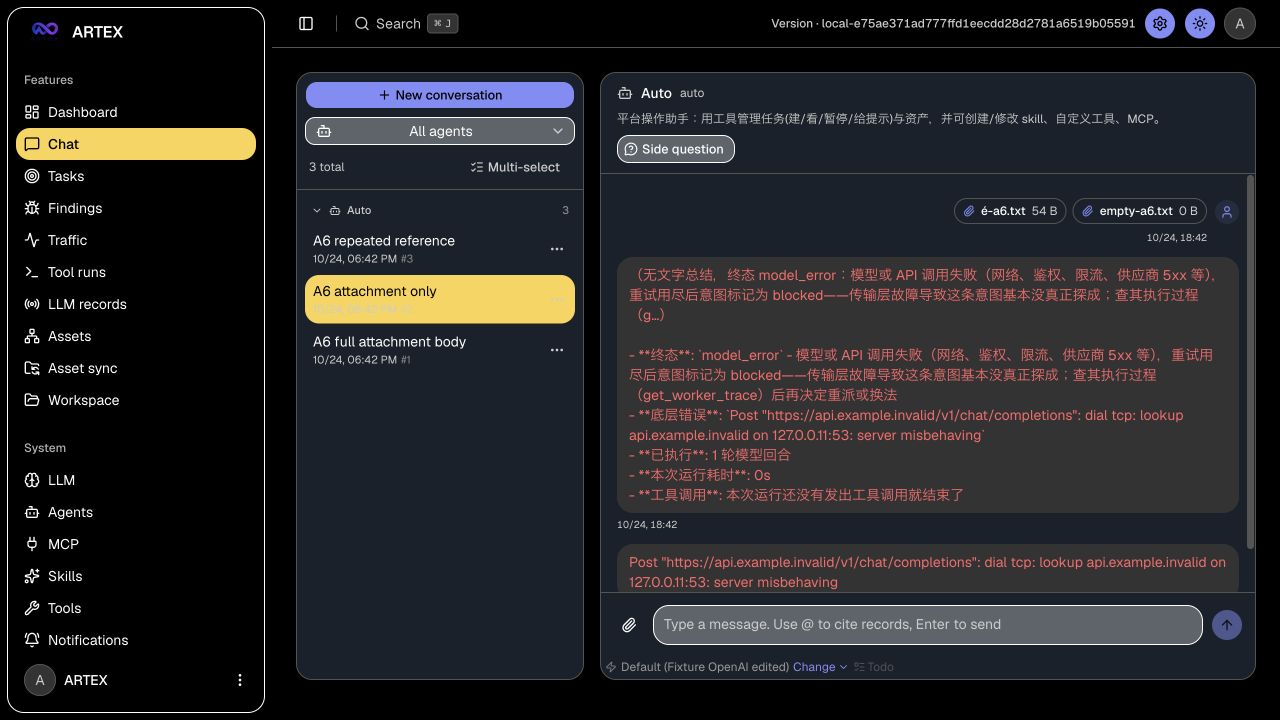 ARTEX
Features
Dashboard
Chat
Tasks
Findings
Traffic
Tool runs
LLM records
Assets
Asset sync
Workspace
System
LLM
Agents
MCP
Skills
Tools
Notifications
A
ARTEX
Search ⌘ J
Version · local-e75ae371ad777ffd1eecdd28d2781a6519b05591
A
+ New conversation
All agents
3 total
Multi-select
Auto 3
A6 repeated reference
10/24, 06:42 PM #3
A6 attachment only
10/24, 06:42 PM
A6 full attachment body
10/24, 06:42 PM #1
Auto auto
平台操作助手：用工具管理任务(建/看/暂停/给提示)与资产，并可创建/修改 skill、自定义工具、MCP。
Side question
é-a6.txt 54 B
empty-a6.txt 0 B
10/24, 18:42
（无文字总结，终态 model_error：模型或 API 调用失败（网络、鉴权、限流、供应商 5xx 等），
重试用尽后意图标记为 blocked——传输层故障导致这条意图基本没真正探成；查其执行过程
（g…）
- **终态**: `model_error` - 模型或 API 调用失败（网络、鉴权、限流、供应商 5xx 等），重试用
尽后意图标记为 blocked——传输层故障导致这条意图基本没真正探成；查其执行过程
（get_worker_trace）后再决定重派或换法
- **底层错误**: `Post "https://api.example.invalid/v1/chat/completions": dial tcp: lookup
api.example.invalid on 127.0.0.11:53: server misbehaving`
- **已执行**: 1 轮模型回合
- **本次运行耗时**: 0s
- **工具调用**: 本次运行还没有发出工具调用就结束了
10/24, 18:42
Post "https://api.example.invalid/v1/chat/completions": dial tcp: lookup api.example.invalid on
127.0.0.11:53: server misbehaving
Type a message. Use @ to cite records, Enter to send
Default (Fixture OpenAI edited) Change
Todo